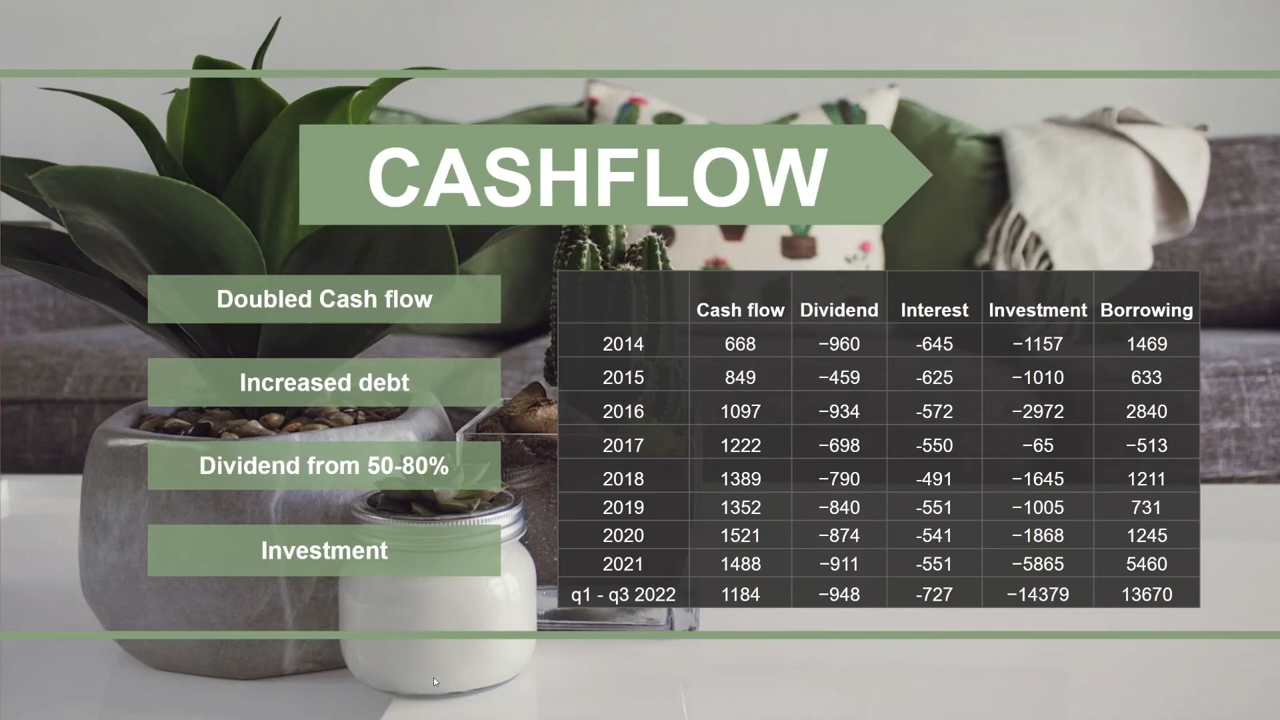 CASHFLOW
Doubled Cash flow
Increased debt
Dividend from 50-80%
Investment
Cash flow Dividend Interest Investment Borrowing
2014 668 −960 -645 −1157 1469
2015 849 −459 -625 −1010 633
2016 1097 −934 -572 −2972 2840
2017 1222 −698 -550 −65 −513
2018 1389 −790 -491 −1645 1211
2019 1352 −840 -551 −1005 731
2020 1521 −874 -541 −1868 1245
2021 1488 −911 -551 −5865 5460
q1 - q3 2022 1184 −948 -727 −14379 13670